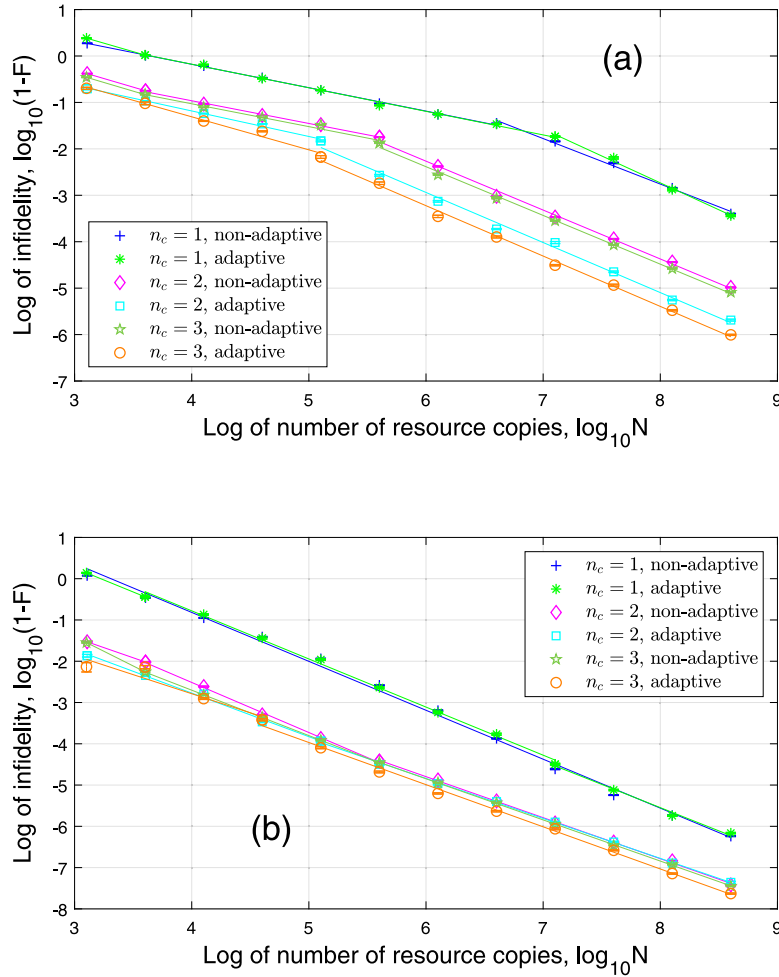 1
0
-1
-2
-3
-4
-5
-6
-7
Log of infidelity, log10(1-F)
(a)
nc = 1, non-adaptive
nc = 1, adaptive
nc = 2, non-adaptive
nc = 2, adaptive
nc = 3, non-adaptive
nc = 3, adaptive
3 4 5 6 7 8 9
Log of number of resource copies, log10N
1
0
-1
-2
-3
-4
-5
-6
-7
-8
Log of infidelity, log10(1-F)
nc = 1, non-adaptive
nc = 1, adaptive
nc = 2, non-adaptive
nc = 2, adaptive
nc = 3, non-adaptive
nc = 3, adaptive
(b)
3 4 5 6 7 8 9
Log of number of resource copies, log10N